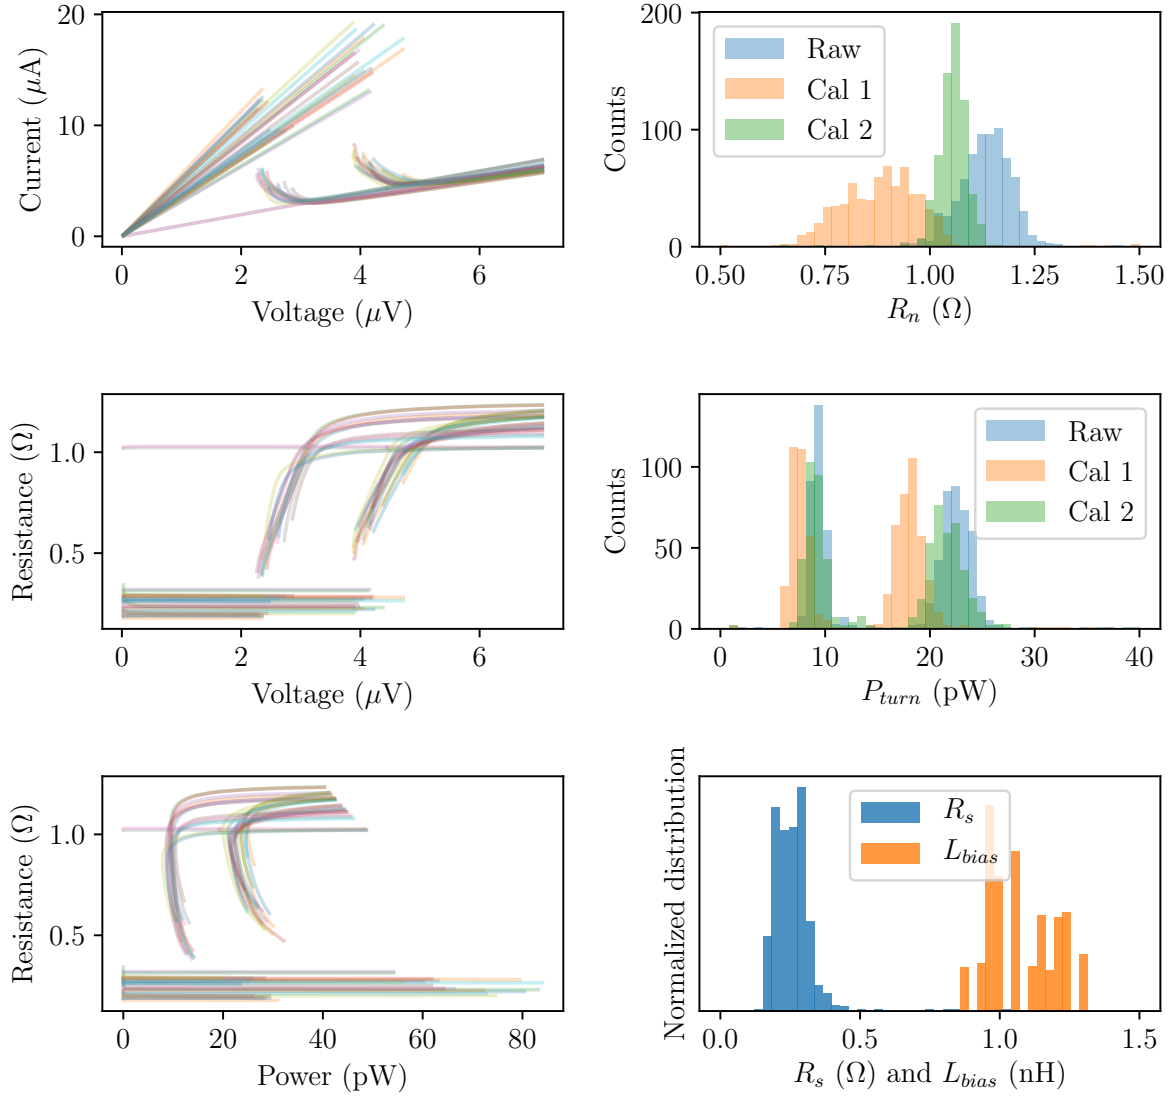 20
10
0
Current (μA)
0 2 4 6
Voltage (μV)
200
100
0
Counts
Raw
Cal 1
Cal 2
0.50 0.75 1.00 1.25 1.50
R_n (Ω)
1.0
0.5
Resistance (Ω)
0 2 4 6
Voltage (μV)
100
50
0
Counts
Raw
Cal 1
Cal 2
0 10 20 30 40
P_turn (pW)
1.0
0.5
Resistance (Ω)
0 20 40 60 80
Power (pW)
Normalized distribution
R_s
L_bias
0.0 0.5 1.0 1.5
R_s (Ω) and L_bias (nH)